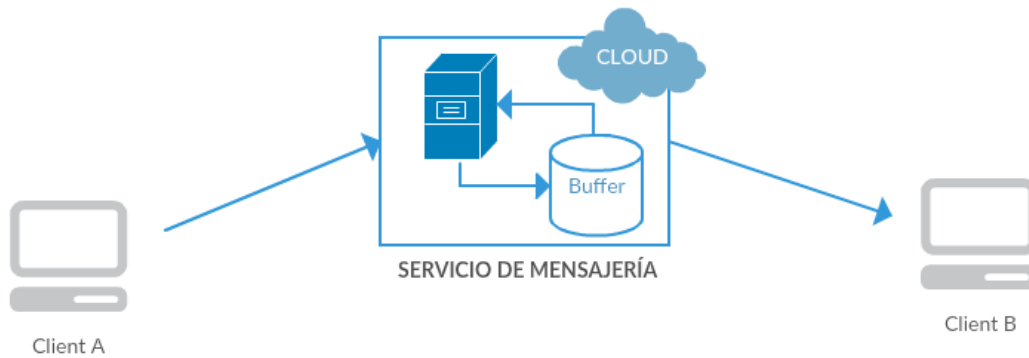 CLOUD
Buffer
SERVICIO DE MENSAJERÍA
Client A
Client B